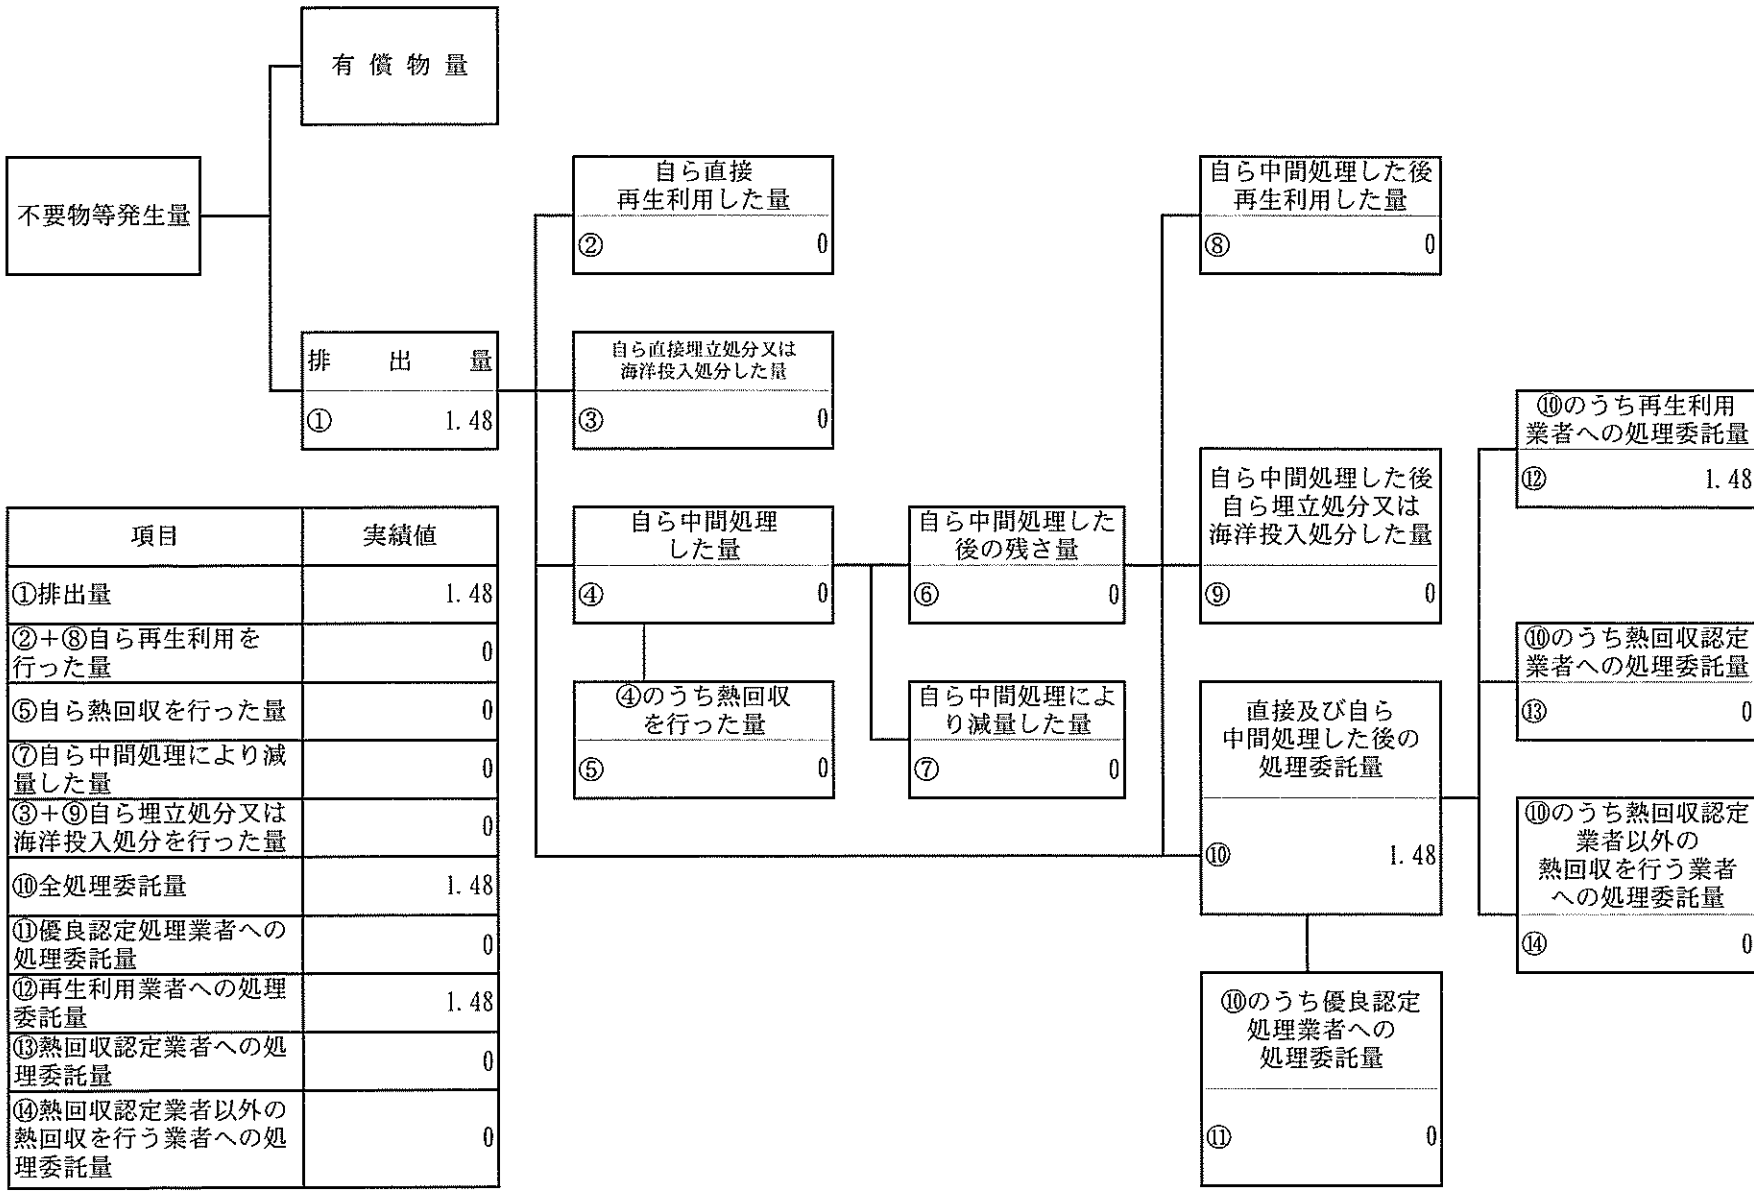 有償物量
不要物等発生量
排出量
① 1.48
自ら直接
再生利用した量
② 0
自ら直接埋立処分又は
海洋投入処分した量
③ 0
自ら中間処理
した量
④ 0
④のうち熱回収
を行った量
⑤ 0
自ら中間処理した
後の残さ量
⑥ 0
自ら中間処理によ
り減量した量
⑦ 0
自ら中間処理した後
再生利用した量
⑧ 0
自ら中間処理した後
自ら埋立処分又は
海洋投入処分した量
⑨ 0
直接及び自ら
中間処理した後の
処理委託量
⑩ 1.48
⑩のうち優良認定
処理業者への
処理委託量
⑪ 0
⑩のうち再生利用
業者への処理委託量
⑫ 1.48
⑩のうち熱回収認定
業者への処理委託量
⑬ 0
⑩のうち熱回収認定
業者以外の
熱回収を行う業者
への処理委託量
⑭ 0
項目 実績値
①排出量 1.48
②+⑧自ら再生利用を
行った量 0
⑤自ら熱回収を行った量 0
⑦自ら中間処理により減
量した量 0
③+⑨自ら埋立処分又は
海洋投入処分を行った量 0
⑩全処理委託量 1.48
⑪優良認定処理業者への
処理委託量 0
⑫再生利用業者への処理
委託量 1.48
⑬熱回収認定業者への処
理委託量 0
⑭熱回収認定業者以外の
熱回収を行う業者への処
理委託量 0